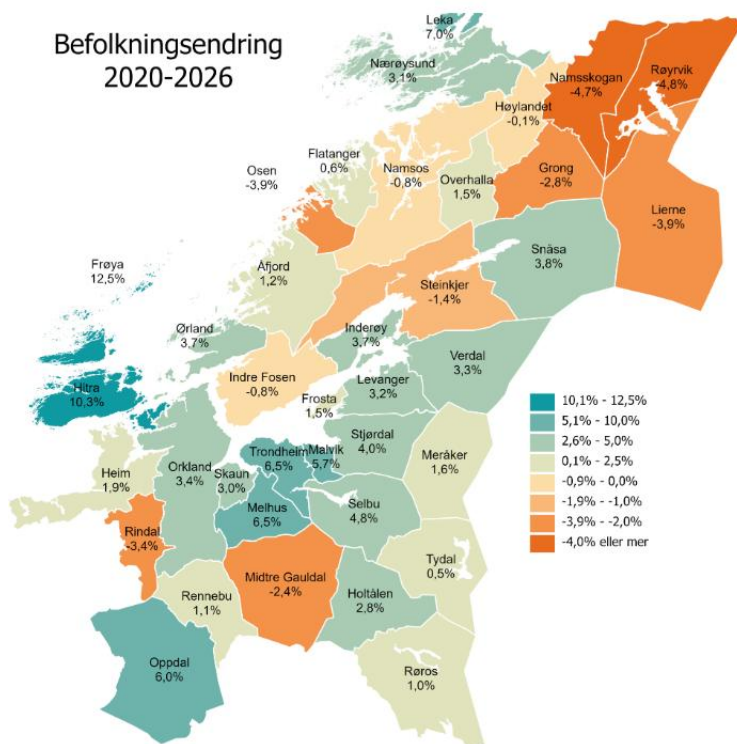 Befolkningsendring
2020-2026
Leka
7,0%
Nærøysund
3,1%
Namsskogan
-4,7%
Røyrvik
-4,8%
Høylandet
-0,1%
Flatanger
0,6%
Namsos
-0,8%
Osen
-3,9%
Overhalla
1,5%
Grong
-2,8%
Lierne
-3,9%
Snåsa
3,8%
Frøya
12,5%
Åfjord
1,2%
Steinkjer
-1,4%
Ørland
3,7%
Inderøy
3,7%
Verdal
3,3%
Hitra
10,3%
Indre Fosen
-0,8%
Levanger
3,2%
Frosta
1,5%
10,1% - 12,5%
5,1% - 10,0%
2,6% - 5,0%
0,1% - 2,5%
-0,9% - 0,0%
-1,9% - -1,0%
-3,9% - -2,0%
-4,0% eller mer
Stjørdal
4,0%
Trondheim
6,5%
Malvik
5,7%
Meråker
1,6%
Heim
1,9%
Orkland
3,4%
Skaun
3,0%
Melhus
6,5%
Selbu
4,8%
Rindal
-3,4%
Tydal
0,5%
Midtre Gauldal
-2,4%
Rennebu
1,1%
Holtålen
2,8%
Oppdal
6,0%
Røros
1,0%